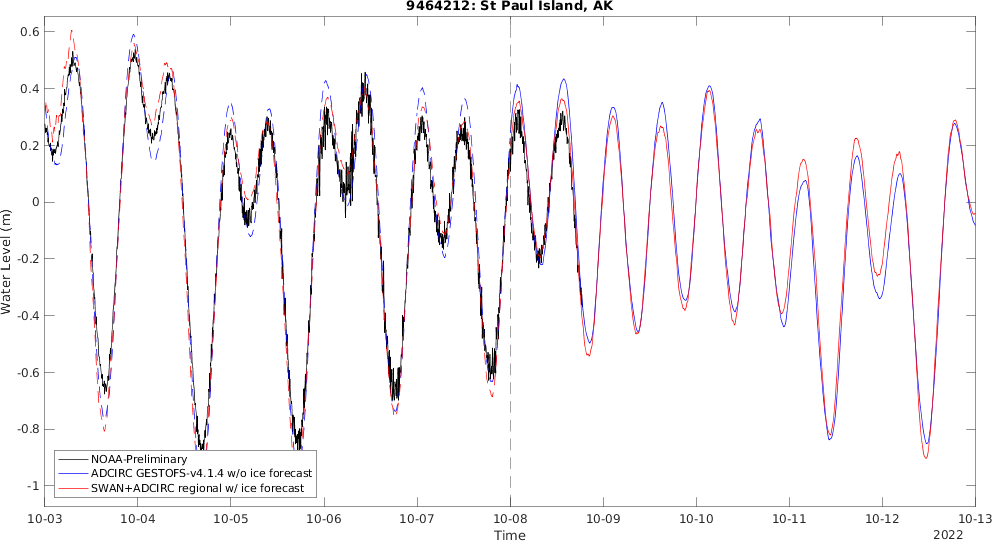 9464212: St Paul Island, AK
Water Level (m)
0.6
0.4
0.2
0
-0.2
-0.4
-0.6
-0.8
-1
NOAA-Preliminary
ADCIRC GESTOFS-v4.1.4 w/o ice forecast
SWAN+ADCIRC regional w/ ice forecast
10-03 10-04 10-05 10-06 10-07 10-08 10-09 10-10 10-11 10-12 10-13
Time
2022